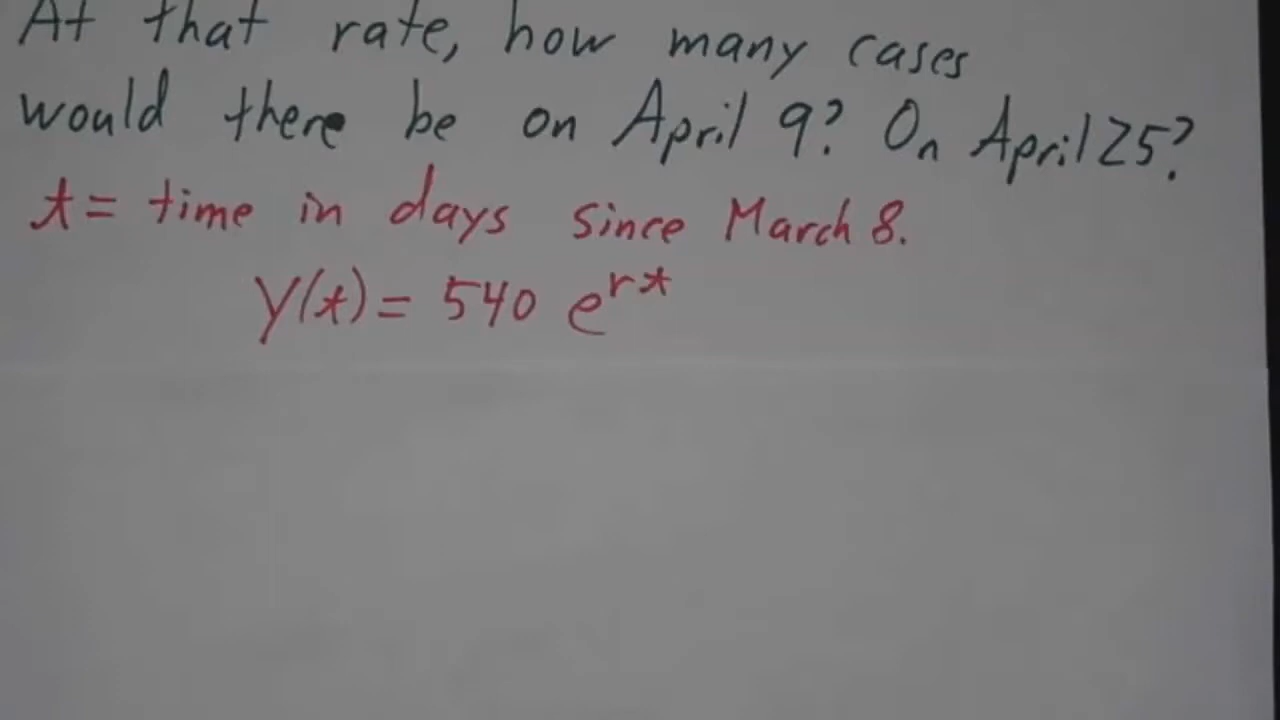 At that rate, how many cases
would there be on April 9? On April 25?
t = time in days since March 8.
y(t) = 540 e^{rt}